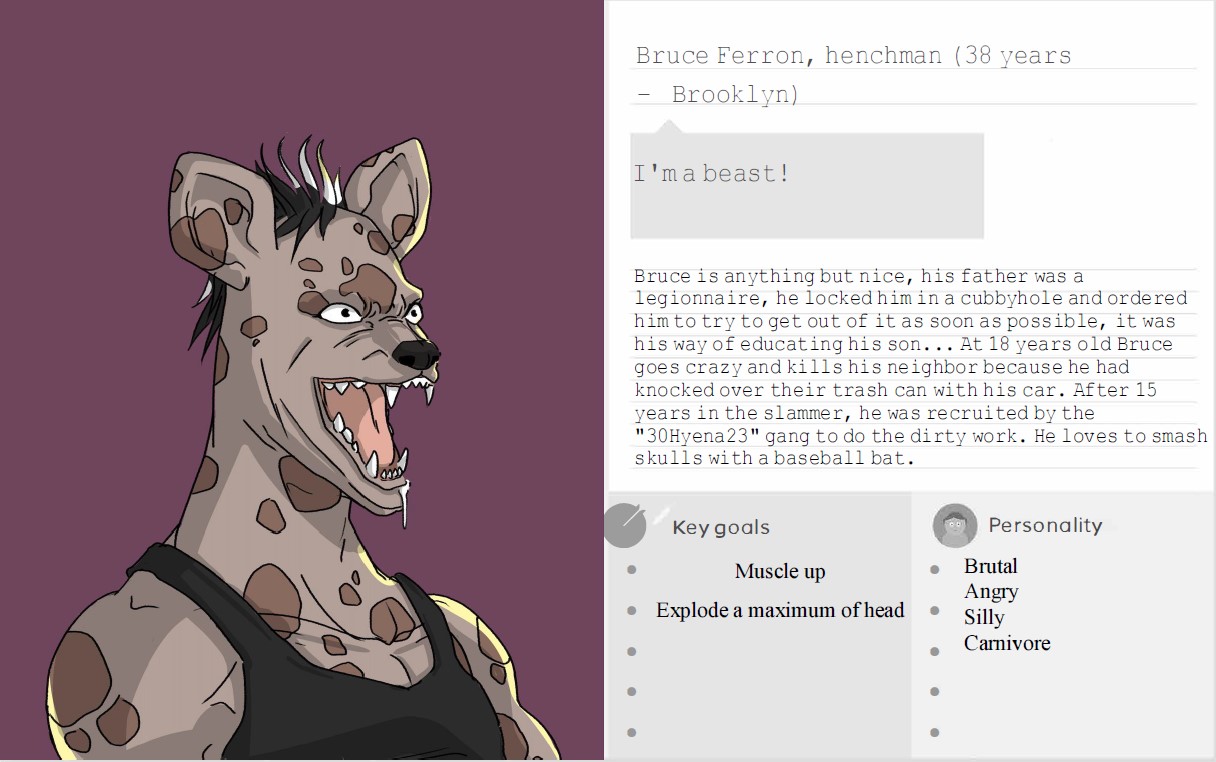 Bruce Ferron, henchman (38 years
- Brooklyn)
I'm a beast!
Bruce is anything but nice, his father was a
legionnaire, he locked him in a cubbyhole and ordered
him to try to get out of it as soon as possible, it was
his way of educating his son... At 18 years old Bruce
goes crazy and kills his neighbor because he had
knocked over their trash can with his car. After 15
years in the slammer, he was recruited by the
"30Hyena23" gang to do the dirty work. He loves to smash
skulls with a baseball bat.
Key goals
Muscle up
Explode a maximum of head
Personality
Brutal
Angry
Silly
Carnivore